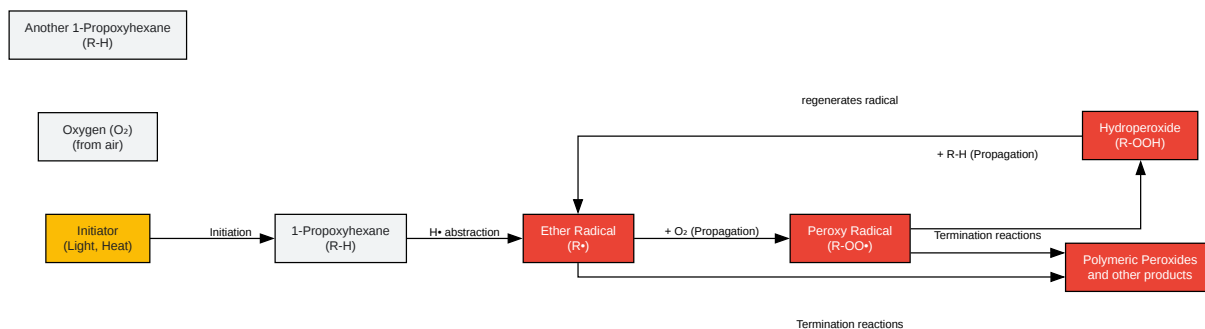 Another 1-Propoxyhexane
(R-H)
regenerates radical
Oxygen (O₂)
(from air)
Hydroperoxide
(R-OOH)
+ R-H (Propagation)
Initiator
(Light, Heat)
Initiation
1-Propoxyhexane
(R-H)
H• abstraction
Ether Radical
(R•)
+ O₂ (Propagation)
Peroxy Radical
(R-OO•)
Termination reactions
Polymeric Peroxides
and other products
Termination reactions